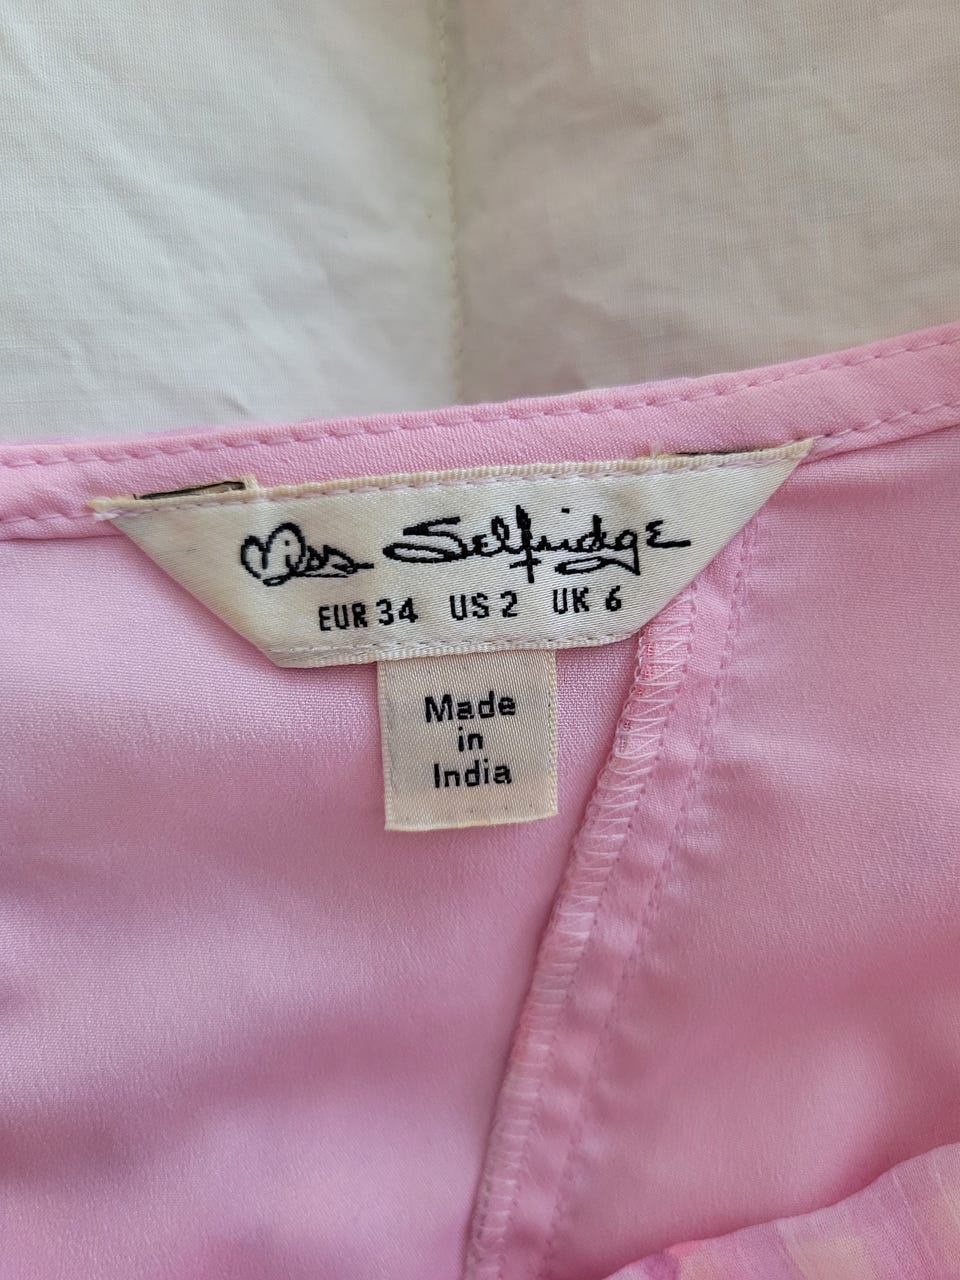 Miss Selfridge
EUR 34 US 2 UK 6
Made
in
India